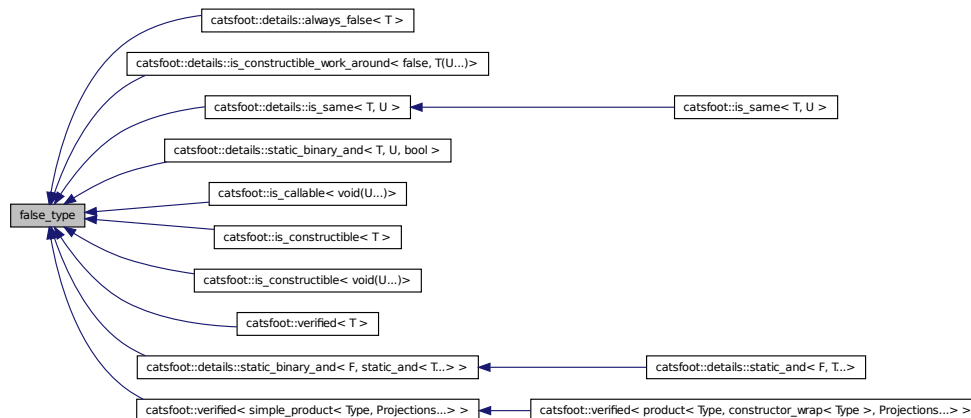 catsfoot::details::always_false< T >
catsfoot::details::is_constructible_work_around< false, T(U...)>
catsfoot::details::is_same< T, U >
catsfoot::is_same< T, U >
catsfoot::details::static_binary_and< T, U, bool >
catsfoot::is_callable< void(U...)>
false_type
catsfoot::is_constructible< T >
catsfoot::is_constructible< void(U...)>
catsfoot::verified< T >
catsfoot::details::static_binary_and< F, static_and< T...> >
catsfoot::details::static_and< F, T...>
catsfoot::verified< simple_product< Type, Projections...> >
catsfoot::verified< product< Type, constructor_wrap< Type >, Projections...> >